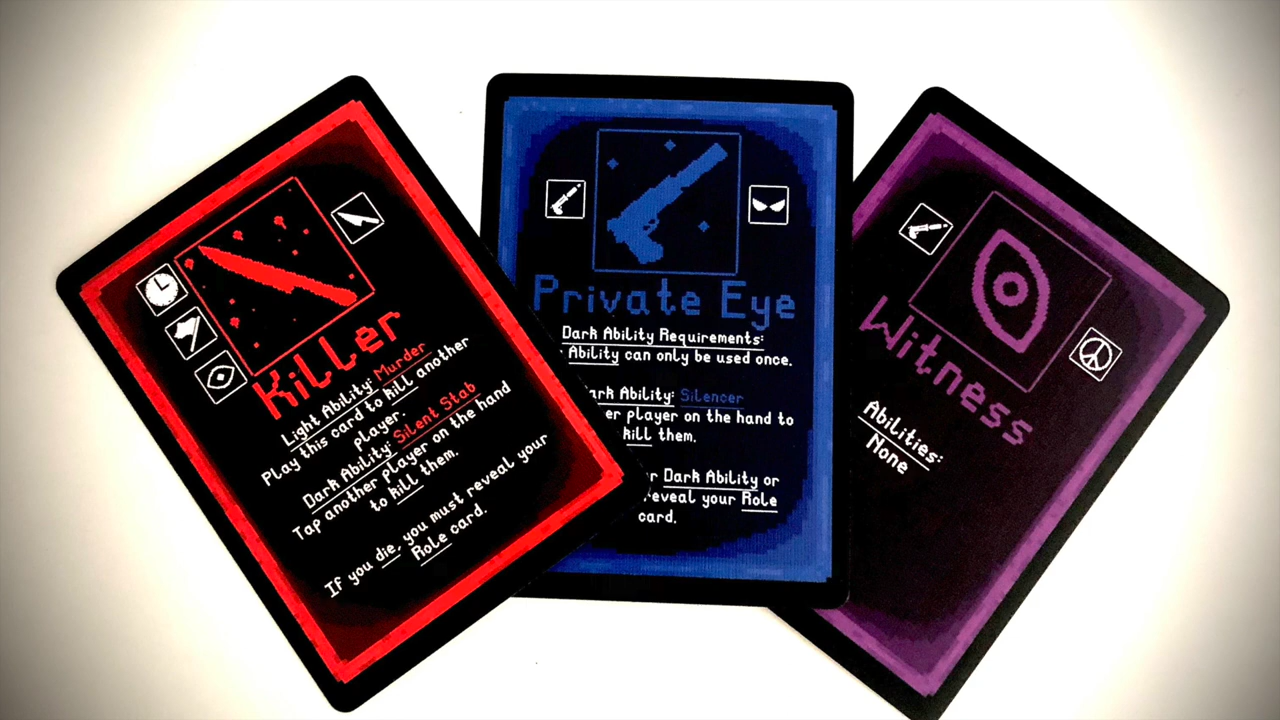 Killer
Light Ability: Murder
Play this card to kill another
player.
Dark Ability: Silent Stab
Tap another player on the hand
to kill them.
If you die, you must reveal your
Role card.
Private Eye
Dark Ability Requirements:
Ability can only be used once.
Ability: Silencer
player on the hand to
kill them.
Dark Ability or
reveal your Role
card.
Witness
Abilities:
None